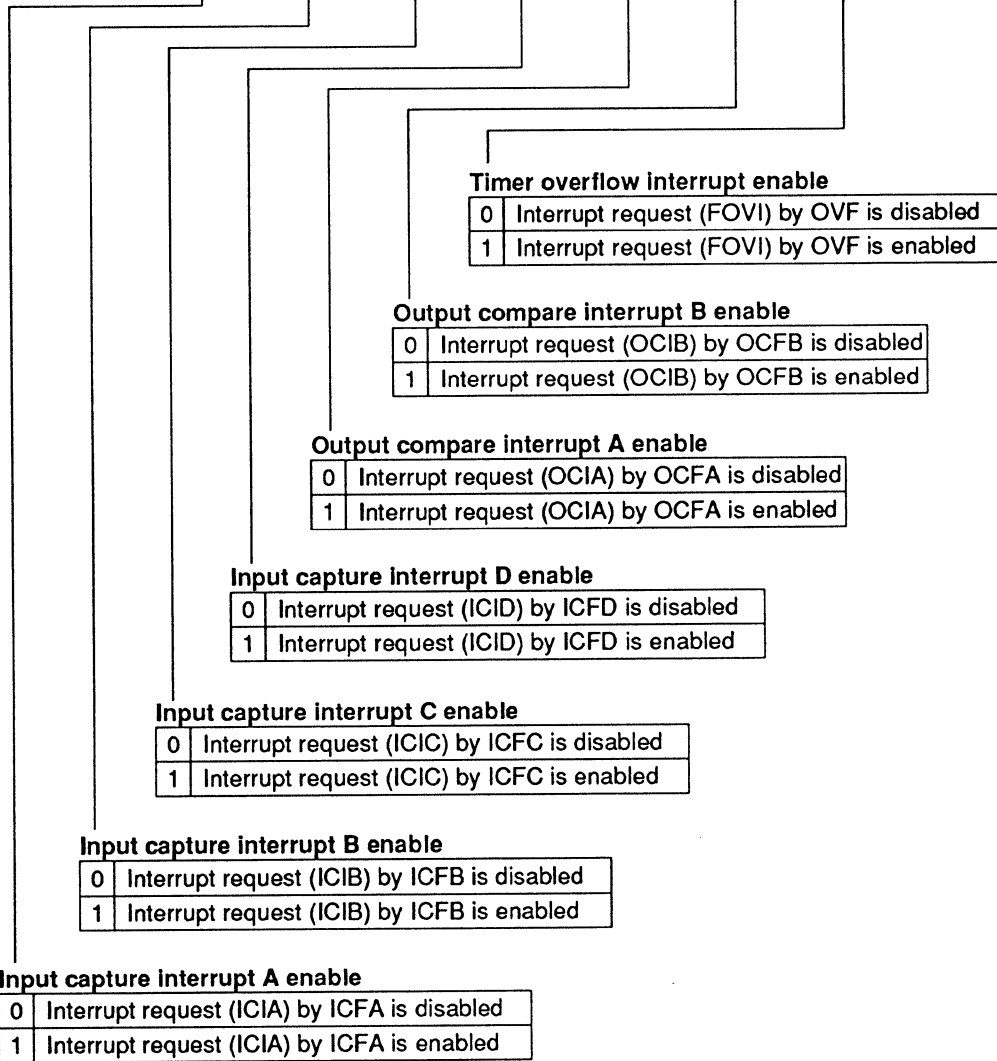 Timer overflow interrupt enable
0 Interrupt request (FOVI) by OVF is disabled
1 Interrupt request (FOVI) by OVF is enabled
Output compare interrupt B enable
0 Interrupt request (OCIB) by OCFB is disabled
1 Interrupt request (OCIB) by OCFB is enabled
Output compare interrupt A enable
0 Interrupt request (OCIA) by OCFA is disabled
1 Interrupt request (OCIA) by OCFA is enabled
Input capture interrupt D enable
0 Interrupt request (ICID) by ICFD is disabled
1 Interrupt request (ICID) by ICFD is enabled
Input capture interrupt C enable
0 Interrupt request (ICIC) by ICFC is disabled
1 Interrupt request (ICIC) by ICFC is enabled
Input capture interrupt B enable
0 Interrupt request (ICIB) by ICFB is disabled
1 Interrupt request (ICIB) by ICFB is enabled
Input capture interrupt A enable
0 Interrupt request (ICIA) by ICFA is disabled
1 Interrupt request (ICIA) by ICFA is enabled